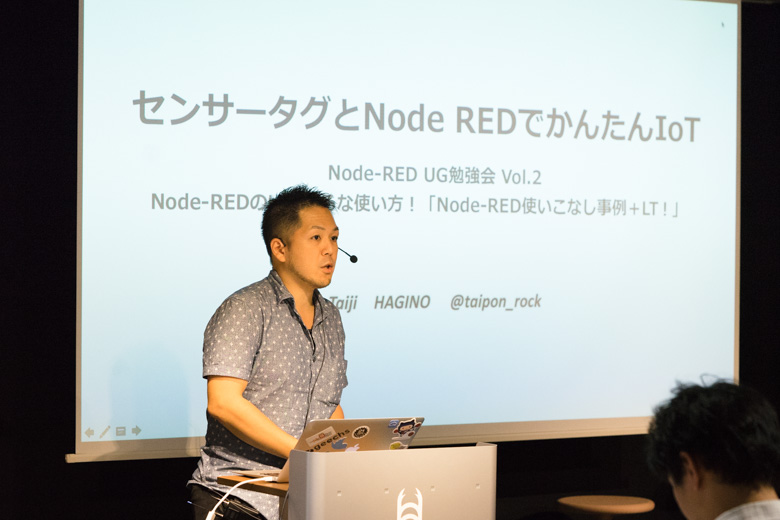 センサータグとNode REDでかんたんIoT
Node-RED UG勉強会 Vol.2
Node-REDの な使い方！「Node-RED使いこなし事例＋LT！」
Taiji HAGINO @taipon_rock